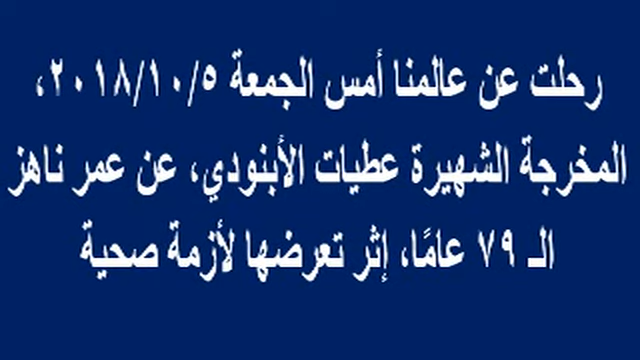 رحلت عن عالمنا أمس الجمعة ٢٠١٨/١٠/٥،
المخرجة الشهيرة عطيات الأبنودي، عن عمر ناهز
الـ ٧٩ عامًا، إثر تعرضها لأزمة صحية